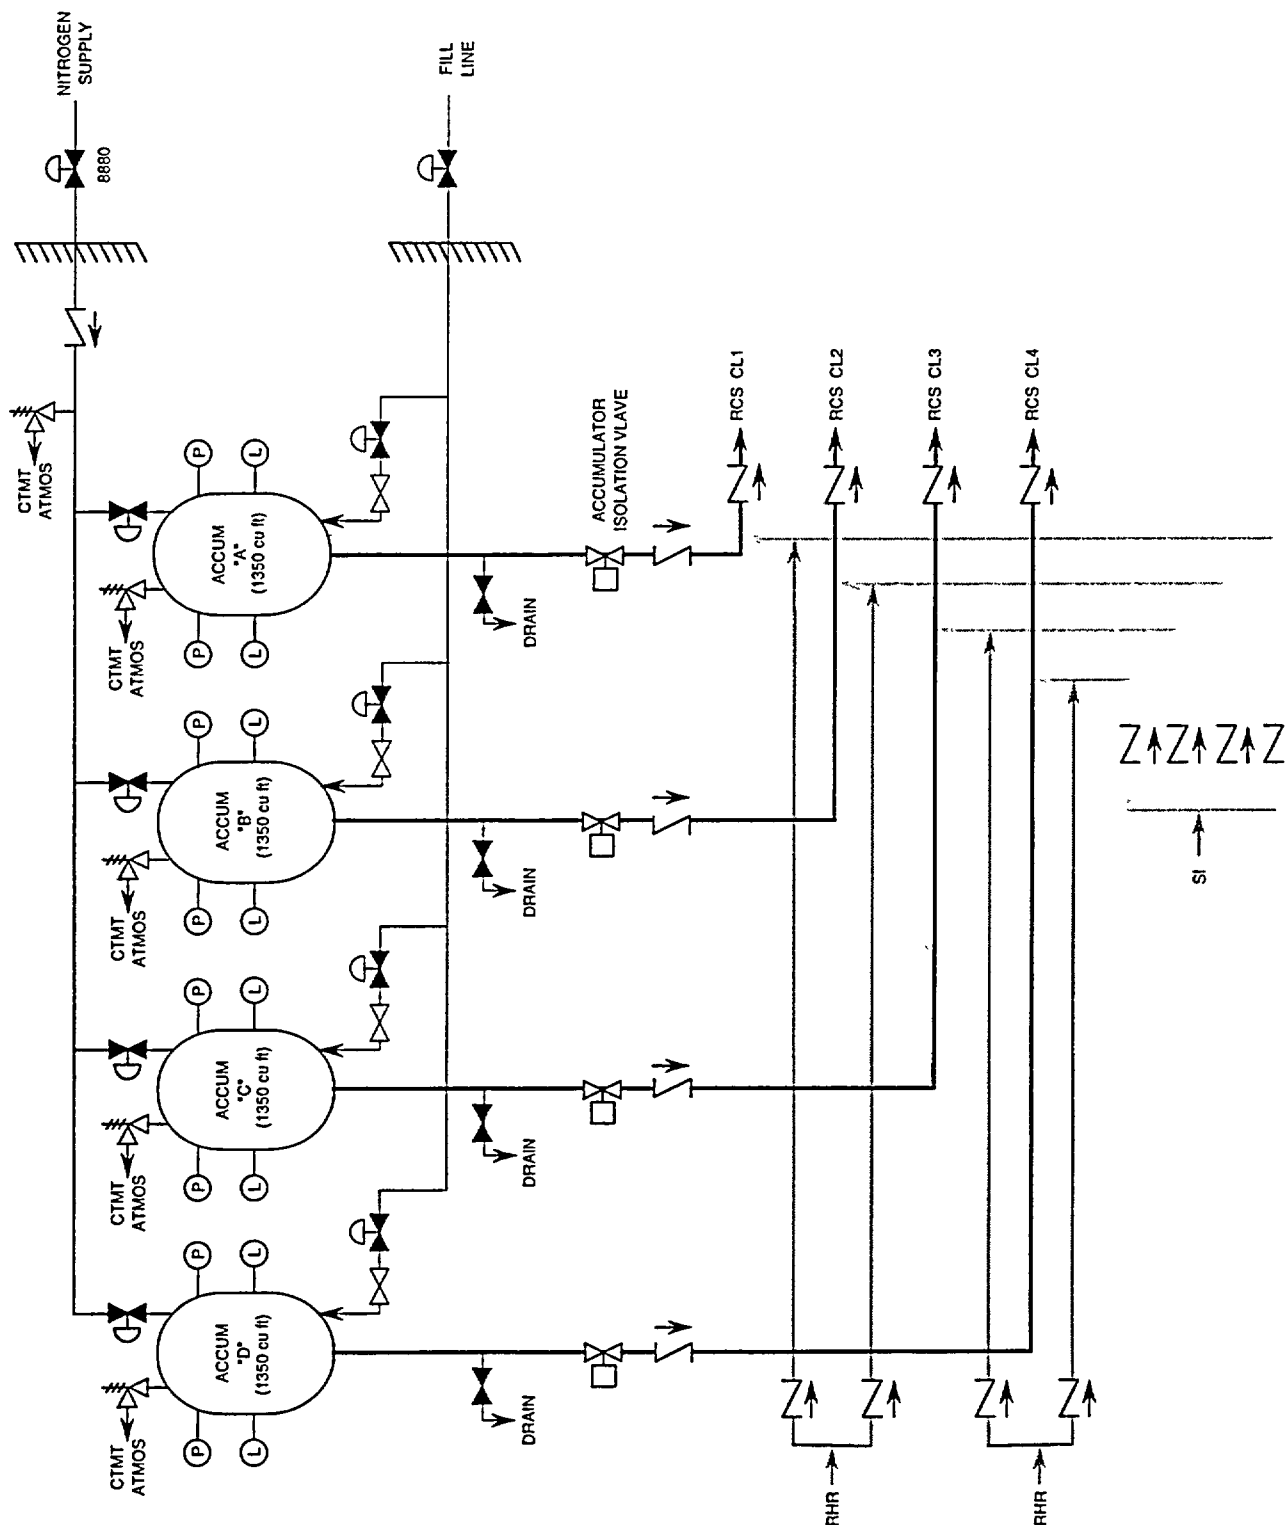 NITROGEN
SUPPLY
8880
FILL
LINE
CTMT
ATMOS
P
L
ACCUM
"A"
(1350 cu ft)
P
L
CTMT
ATMOS
ACCUMULATOR
ISOLATION VLAVE
DRAIN
RCS CL1
RCS CL2
RCS CL3
RCS CL4
P
L
ACCUM
"B"
(1350 cu ft)
P
L
CTMT
ATMOS
DRAIN
SI
P
L
ACCUM
"C"
(1350 cu ft)
P
L
CTMT
ATMOS
DRAIN
P
L
ACCUM
"D"
(1350 cu ft)
P
L
CTMT
ATMOS
DRAIN
RHR
RHR